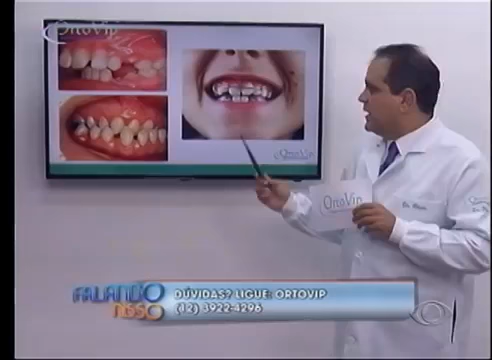 OrtoVip
OrtoVip
OrtoVip
FALANDO
NISSO
DÚVIDAS? LIGUE: ORTOVIP
(12) 3922-4296